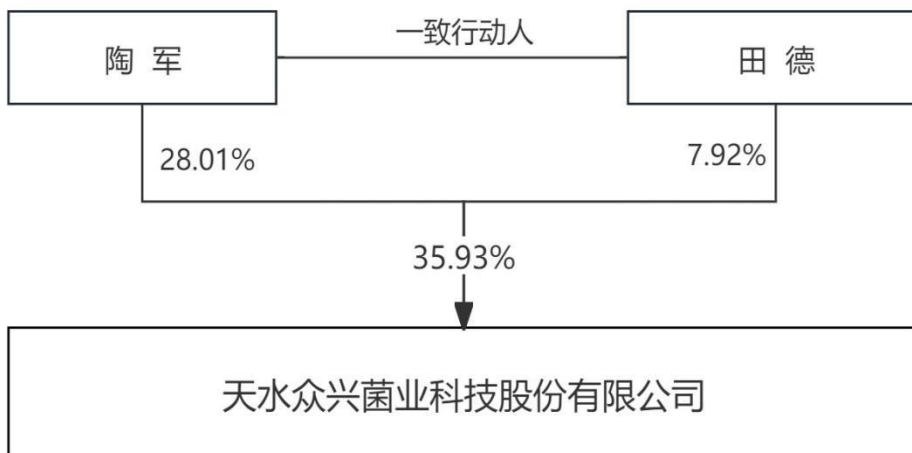 一致行动人
陶 军
田 德
28.01%
7.92%
35.93%
天水众兴菌业科技股份有限公司